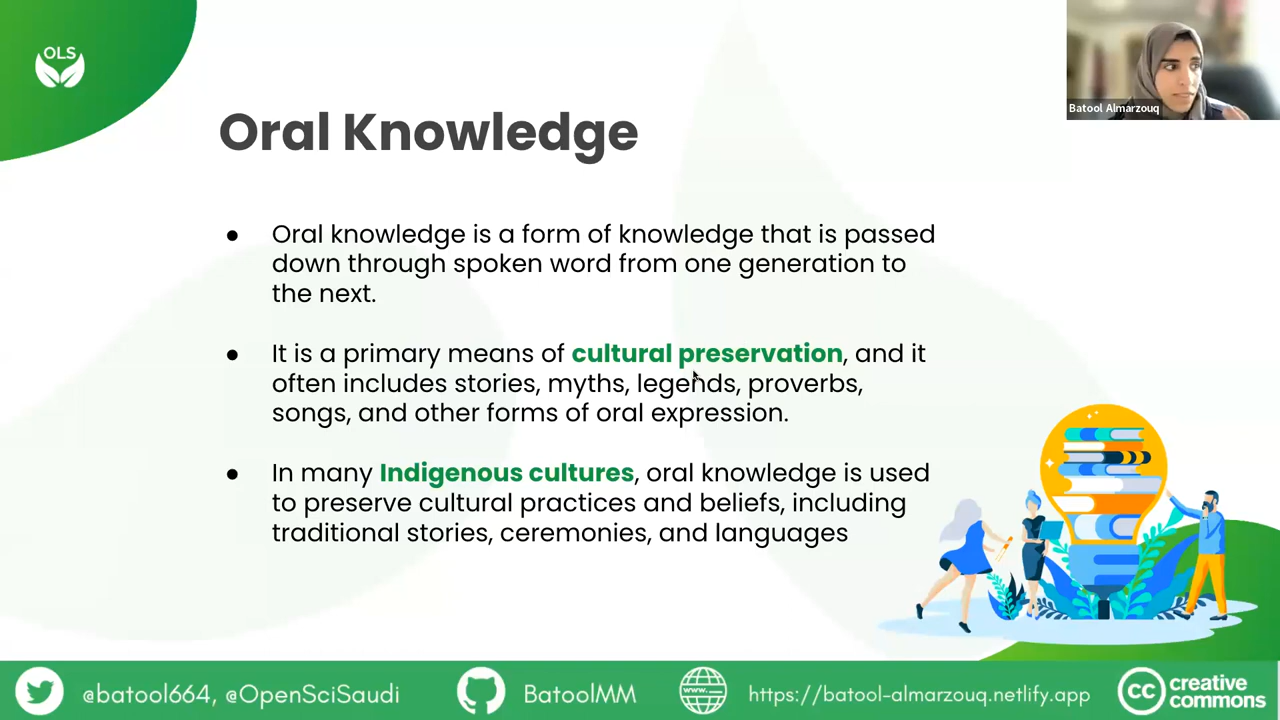 OLS
Batool Almarzouq
Oral Knowledge
● Oral knowledge is a form of knowledge that is passed
down through spoken word from one generation to
the next.
● It is a primary means of cultural preservation, and it
often includes stories, myths, legends, proverbs,
songs, and other forms of oral expression.
● In many Indigenous cultures, oral knowledge is used
to preserve cultural practices and beliefs, including
traditional stories, ceremonies, and languages
@batool664, @OpenSciSaudi
BatoolMM
www.
https://batool-almarzouq.netlify.app
cc creative
commons